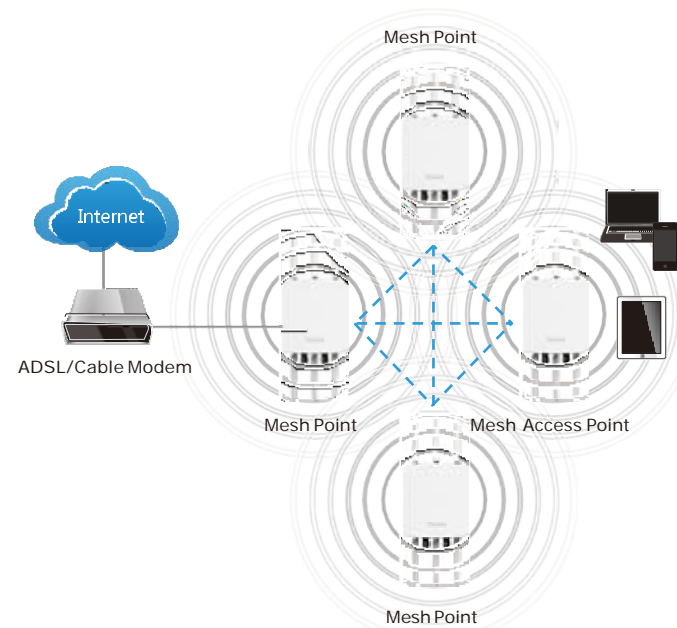 Mesh Point
Internet
ADSL/Cable Modem
Mesh Point
Mesh Access Point
Mesh Point